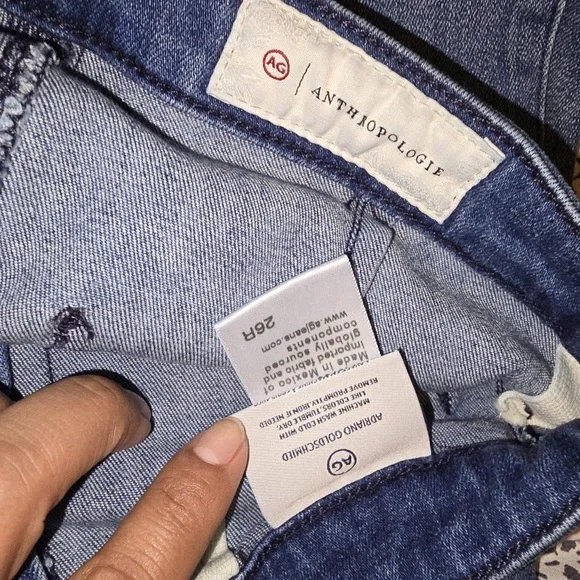 AG | ANTHROPOLOGIE
Made in Mexico of
imported fabric and
globally sourced
components
www.agjeans.com
26R
AG
ADRIANO GOLDSCHMIED
MACHINE WASH COLD WITH
LIKE COLORS. TUMBLE DRY.
REMOVE PROMPTLY. IRON IF NEEDED